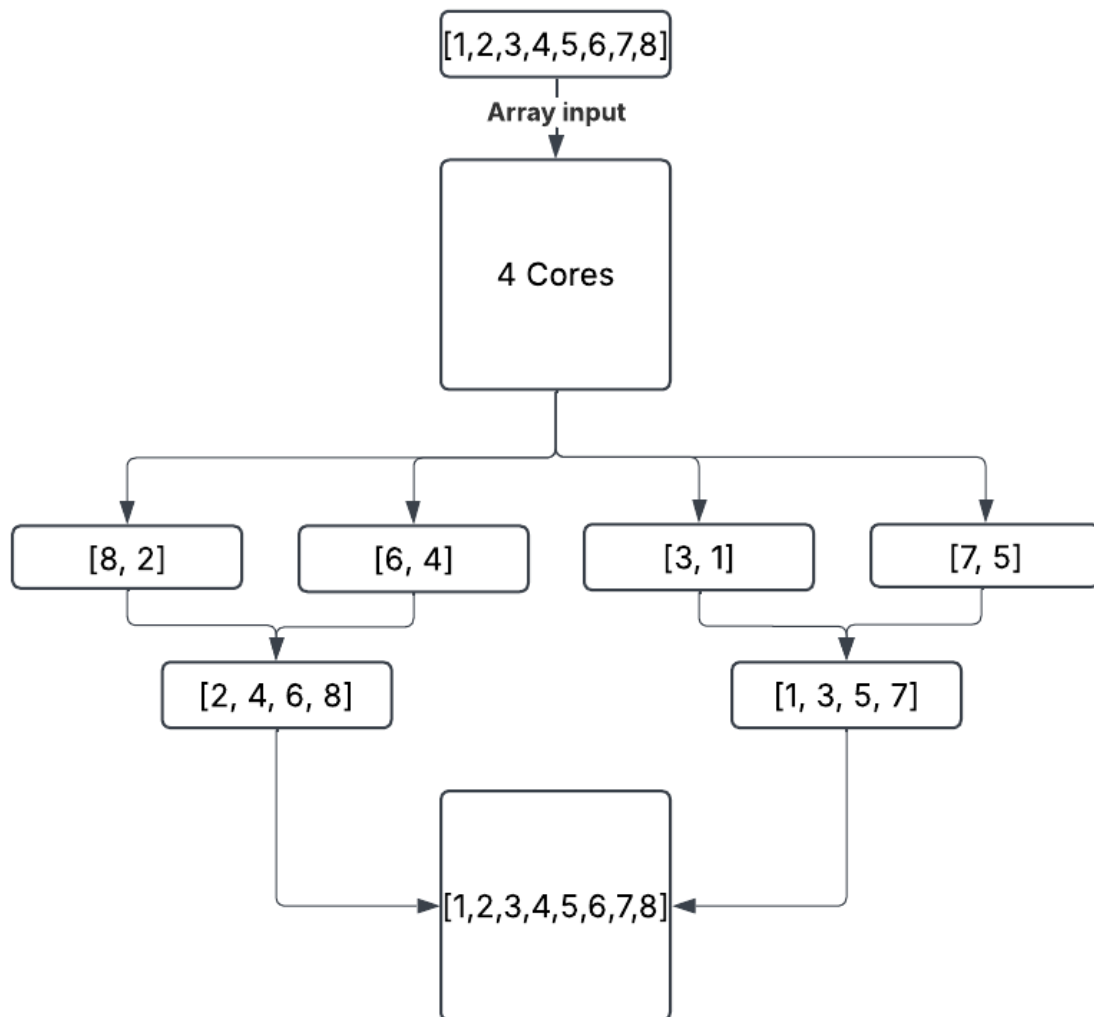 [1,2,3,4,5,6,7,8]
Array input
4 Cores
[8, 2]
[6, 4]
[3, 1]
[7, 5]
[2, 4, 6, 8]
[1, 3, 5, 7]
[1,2,3,4,5,6,7,8]